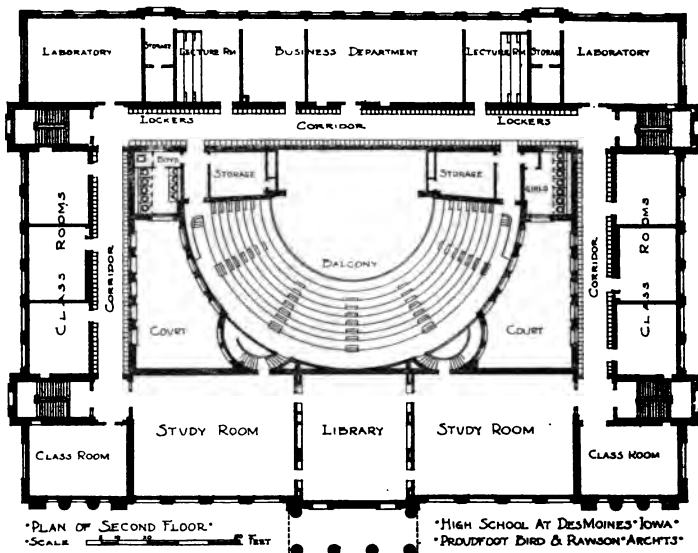 LABORATORY
STORAGE
LECTURE RM
BUSINESS DEPARTMENT
LECTURE RM
STORAGE
LABORATORY
LOCKERS
CORRIDOR
LOCKERS
BOYS
STORAGE
STORAGE
GIRLS
CLASS ROOMS
CORRIDOR
BALCONY
CORRIDOR
CLASS ROOMS
COURT
COURT
STUDY ROOM
LIBRARY
STUDY ROOM
CLASS ROOM
CLASS ROOM
"PLAN OF SECOND FLOOR"
"SCALE FEET
"HIGH SCHOOL AT DESMOINES "IOWA"
"PROUDFOOT BIRD & RAWSON "ARCHTS"